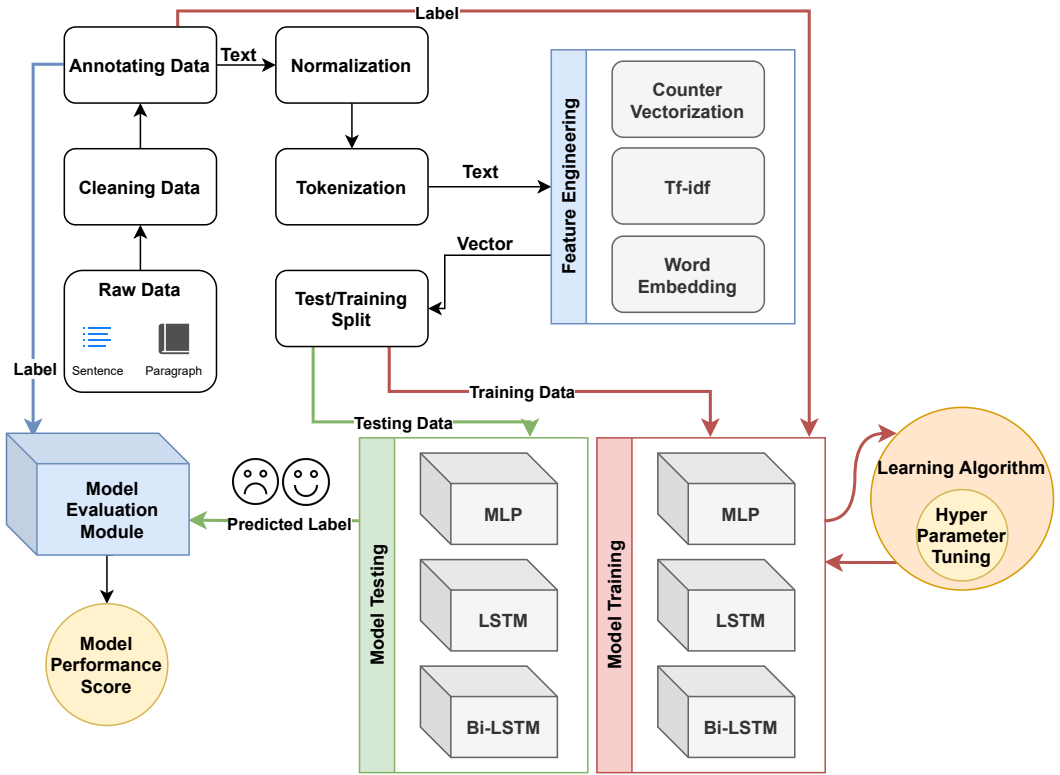 Label
Annotating Data
Text
Normalization
Counter
Vectorization
Cleaning Data
Tokenization
Text
Feature Engineering
Tf-idf
Vector
Word
Embedding
Raw Data
Sentence
Paragraph
Test/Training
Split
Label
Training Data
Testing Data
Model
Evaluation
Module
Predicted Label
Model Testing
MLP
LSTM
Bi-LSTM
Model Training
MLP
LSTM
Bi-LSTM
Learning Algorithm
Hyper
Parameter
Tuning
Model
Performance
Score